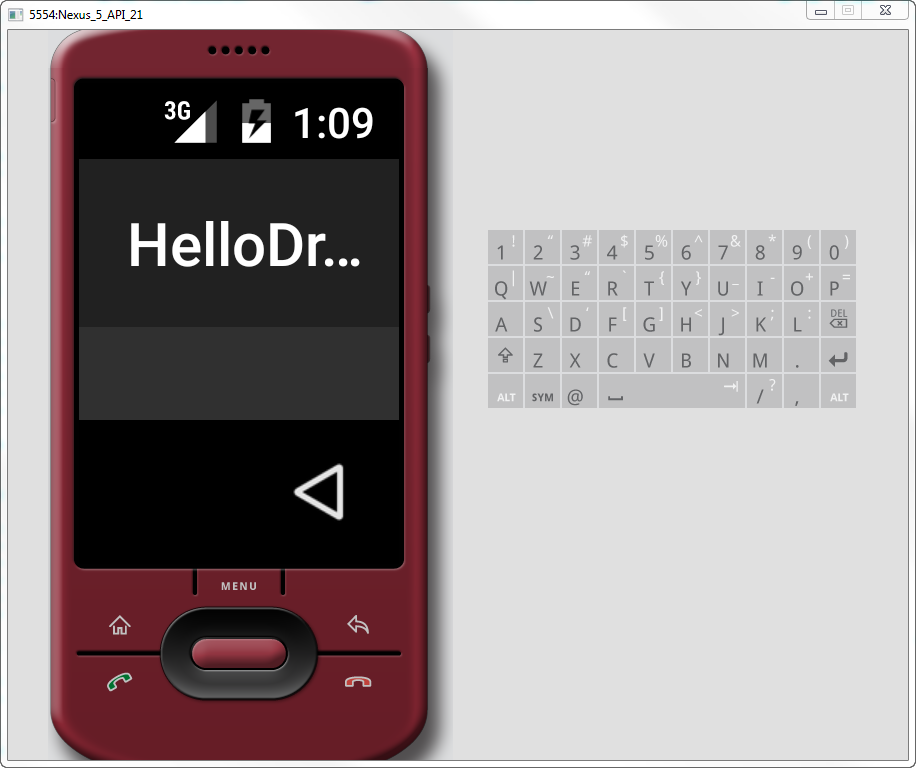 5554:Nexus_5_API_21
3G 1:09
HelloDr...
MENU
1 ! 2 “ 3 # 4 $ 5 % 6 ^ 7 & 8 * 9 ( 0 )
Q | W ~ E “ R ` T { Y } U _ I - O + P =
A S \ D ‘ F [ G ] H < J > K ; L : DEL
Z X C V B N M .
ALT SYM @ / ? , ALT